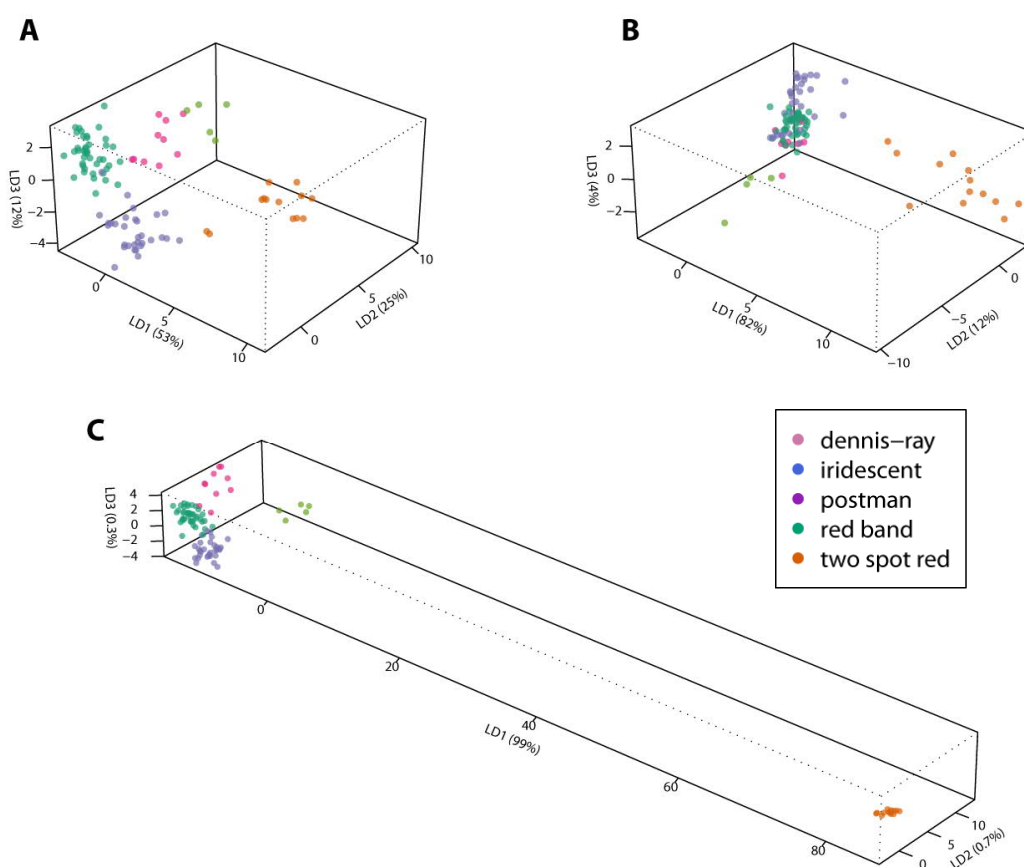 A
2
0
−2
−4
LD3 (12%)
0
5
10
LD1 (53%)
0
5
10
LD2 (25%)
B
2
0
−2
LD3 (4%)
0
5
10
LD1 (82%)
−10
−5
0
LD2 (12%)
C
4
2
0
−2
−4
LD3 (0.3%)
0
20
40
60
80
LD1 (99%)
0
5
10
LD2 (0.7%)
dennis−ray
iridescent
postman
red band
two spot red